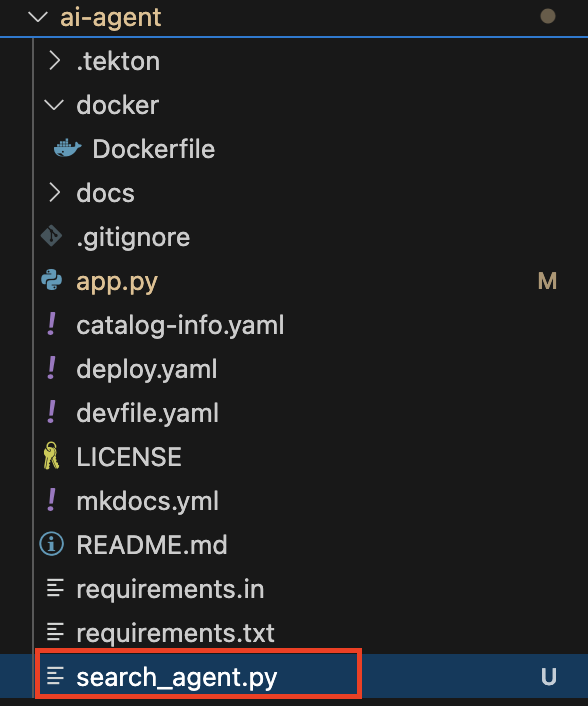 ai-agent
.tekton
docker
Dockerfile
docs
.gitignore
app.py M
catalog-info.yaml
deploy.yaml
devfile.yaml
LICENSE
mkdocs.yml
README.md
requirements.in
requirements.txt
search_agent.py U